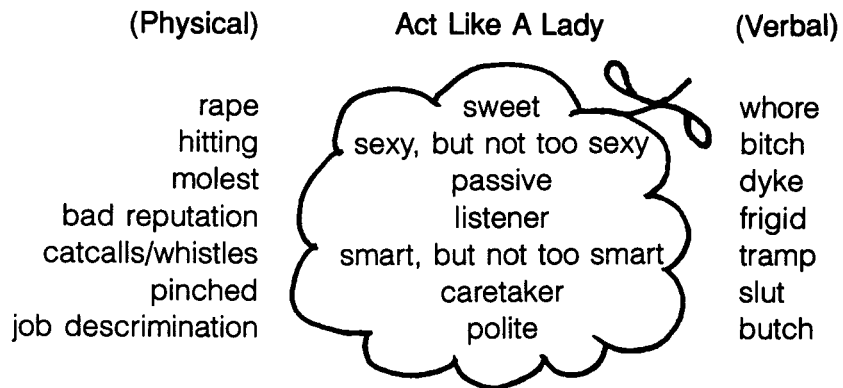 (Physical) Act Like A Lady (Verbal)
rape sweet whore
hitting sexy, but not too sexy bitch
molest passive dyke
bad reputation listener frigid
catcalls/whistles smart, but not too smart tramp
pinched caretaker slut
job descrimination polite butch